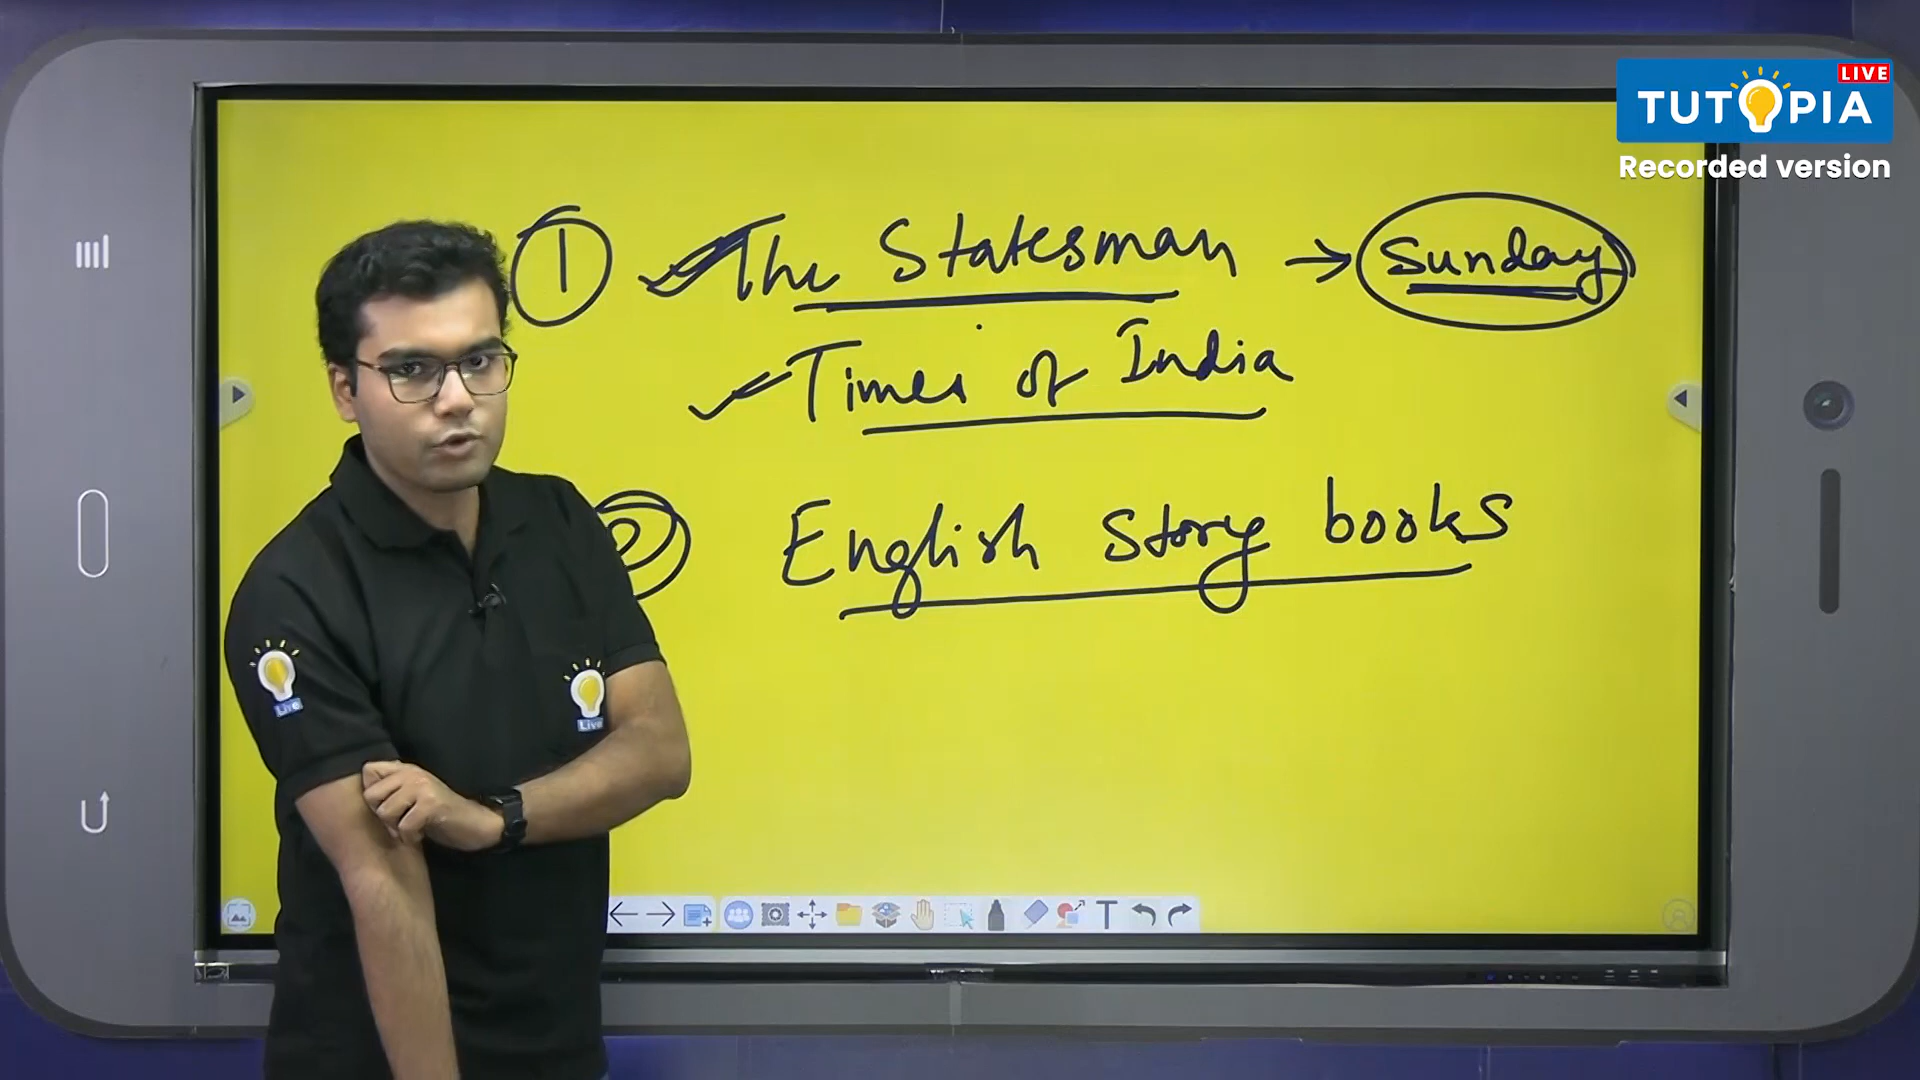 LIVE
TUTOPIA
Recorded version
1 The Statesman → Sunday
Times of India
2 English Story books
Live
Live
T